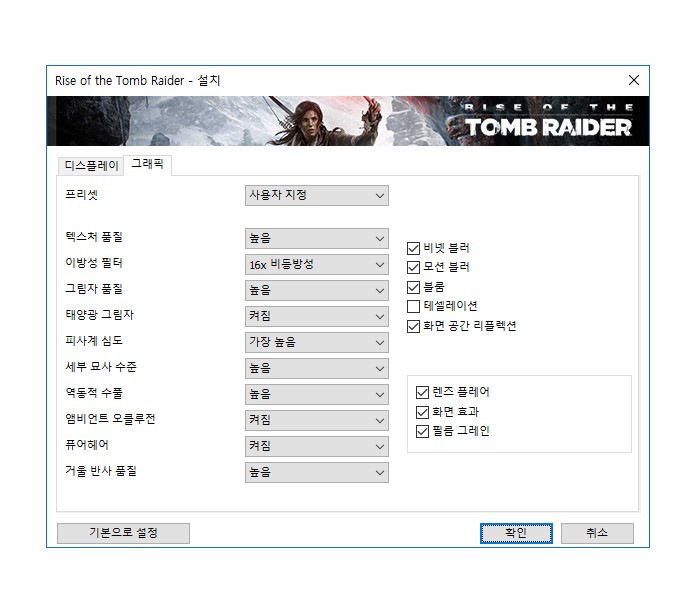 Rise of the Tomb Raider - 설치
RISE OF THE
TOMB RAIDER
디스플레이 그래픽
프리셋 사용자 지정
텍스처 품질 높음
이방성 필터 16x 비등방성
그림자 품질 높음
태양광 그림자 켜짐
피사계 심도 가장 높음
세부 묘사 수준 높음
역동적 수풀 높음
앰비언트 오클루전 켜짐
퓨어헤어 켜짐
거울 반사 품질 높음
비넷 블러
모션 블러
블룸
테셀레이션
화면 공간 리플렉션
렌즈 플레어
화면 효과
필름 그레인
기본으로 설정 확인 취소